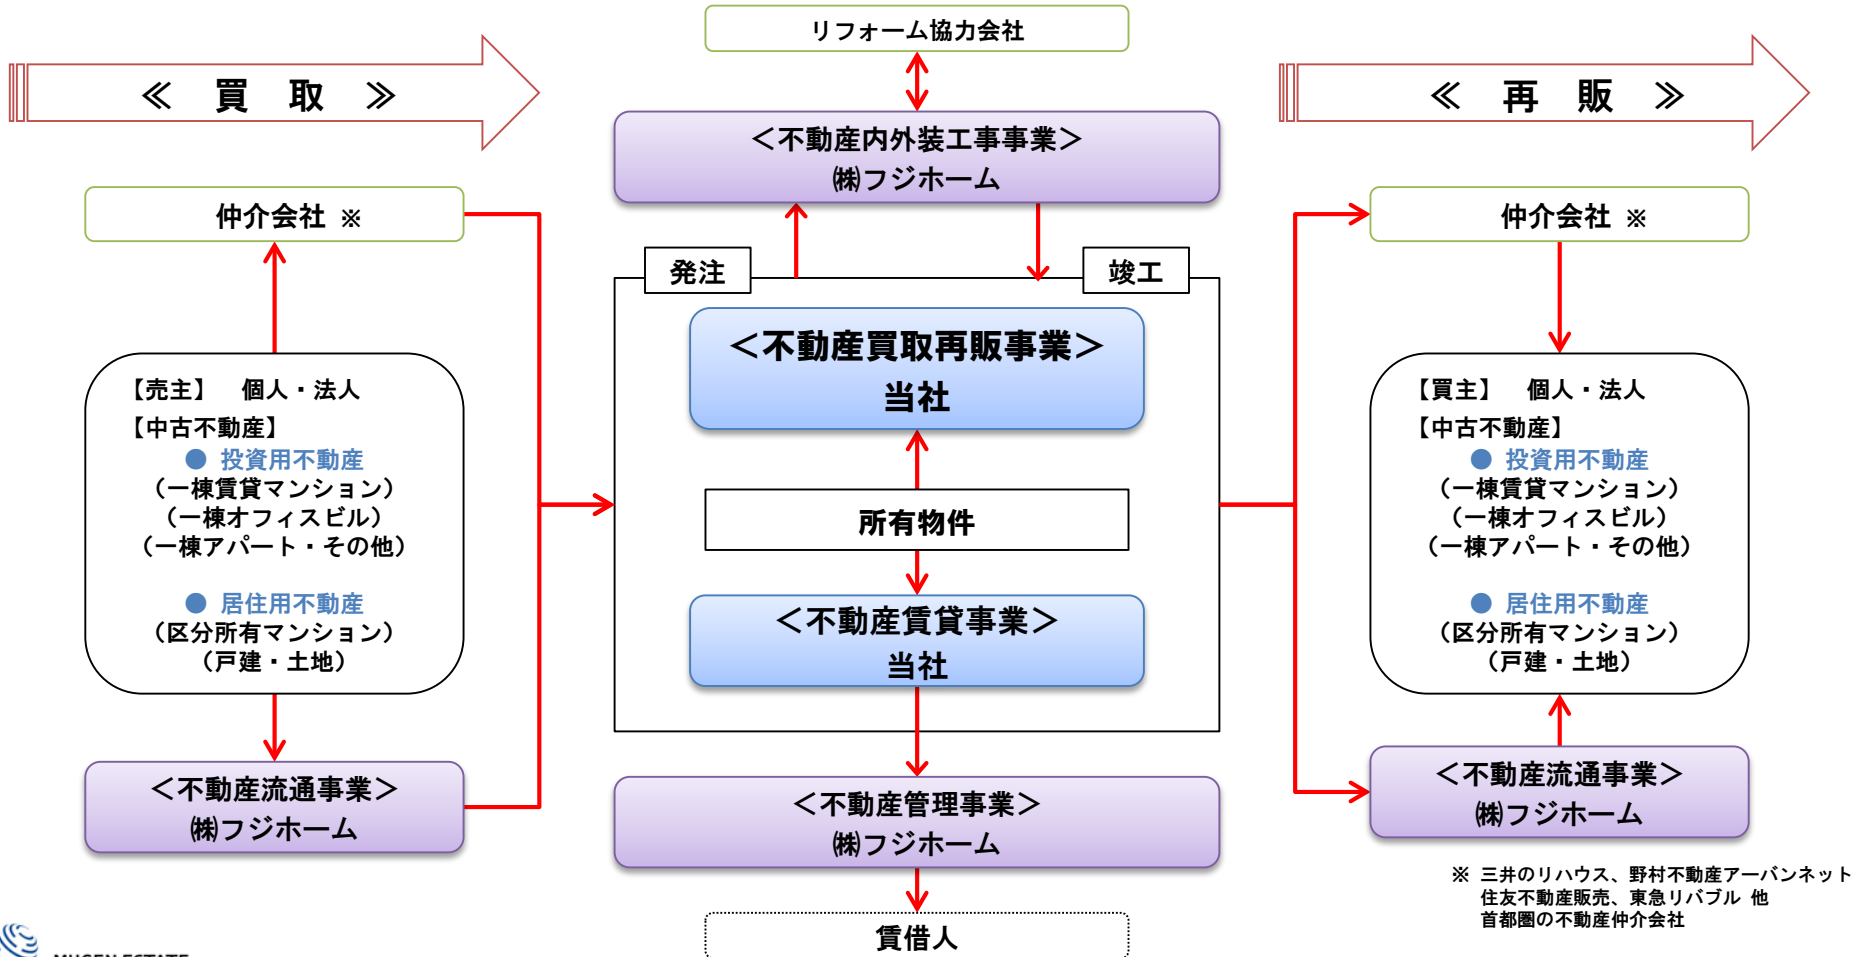 リフォーム協力会社
≪ 買 取 ≫
≪ 再 販 ≫
＜不動産内外装工事事業＞
㈱フジホーム
仲介会社 ※
仲介会社 ※
発注
竣工
＜不動産買取再販事業＞
当社
【売主】 個人・法人
【中古不動産】
● 投資用不動産
（一棟賃貸マンション）
（一棟オフィスビル）
（一棟アパート・その他）
● 居住用不動産
（区分所有マンション）
（戸建・土地）
所有物件
＜不動産賃貸事業＞
当社
【買主】 個人・法人
【中古不動産】
● 投資用不動産
（一棟賃貸マンション）
（一棟オフィスビル）
（一棟アパート・その他）
● 居住用不動産
（区分所有マンション）
（戸建・土地）
＜不動産流通事業＞
㈱フジホーム
＜不動産管理事業＞
㈱フジホーム
＜不動産流通事業＞
㈱フジホーム
賃借人
※ 三井のリハウス、野村不動産アーバンネット
住友不動産販売、東急リバブル 他
首都圏の不動産仲介会社
MUGEN ESTATE